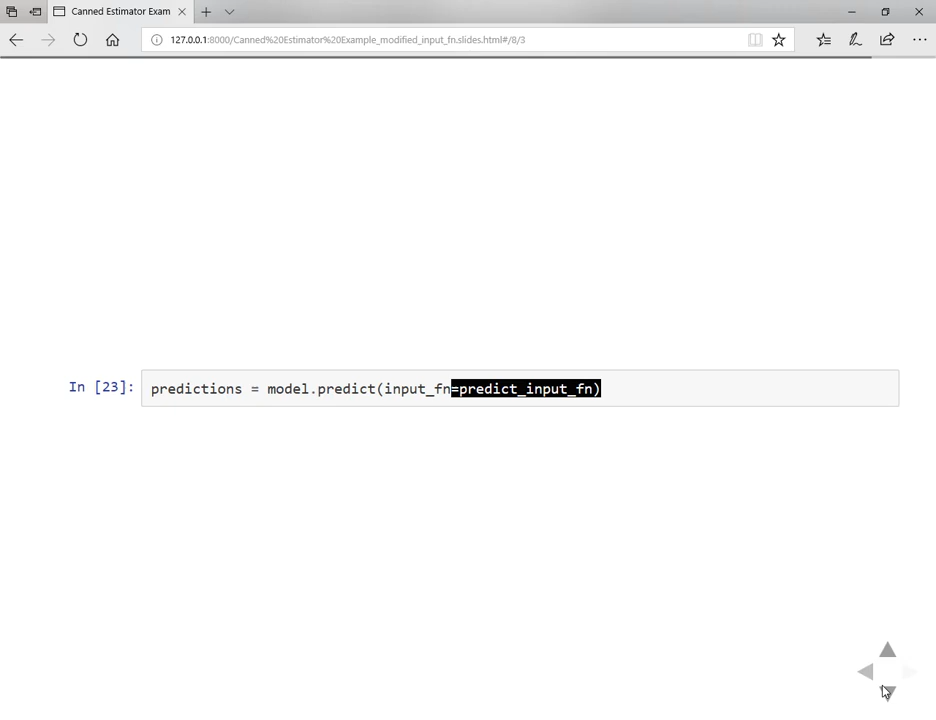 Canned Estimator Exam
127.0.0.1:8000/Canned%20Estimator%20Example_modified_input_fn.slides.html#/8/3
In [23]: predictions = model.predict(input_fn=predict_input_fn)